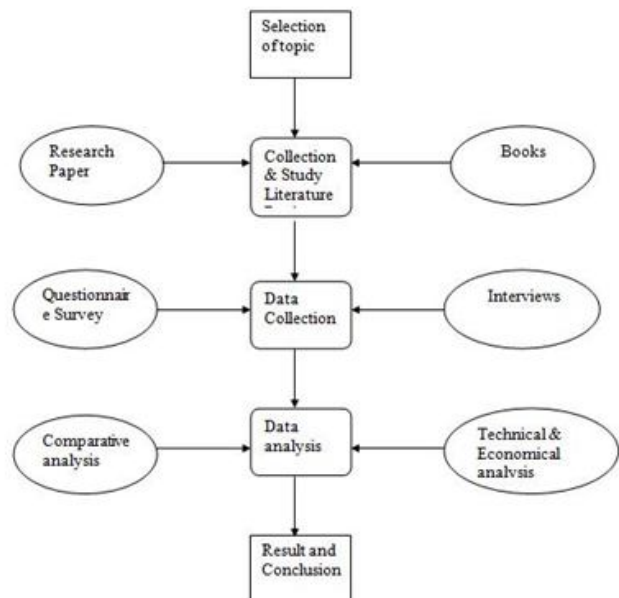 Selection
of topic
Research
Paper
Collection
& Study
Literature
Books
Questionnair
e Survey
Data
Collection
Interviews
Comparative
analysis
Data
analysis
Technical &
Economical
analysis
Result and
Conclusion